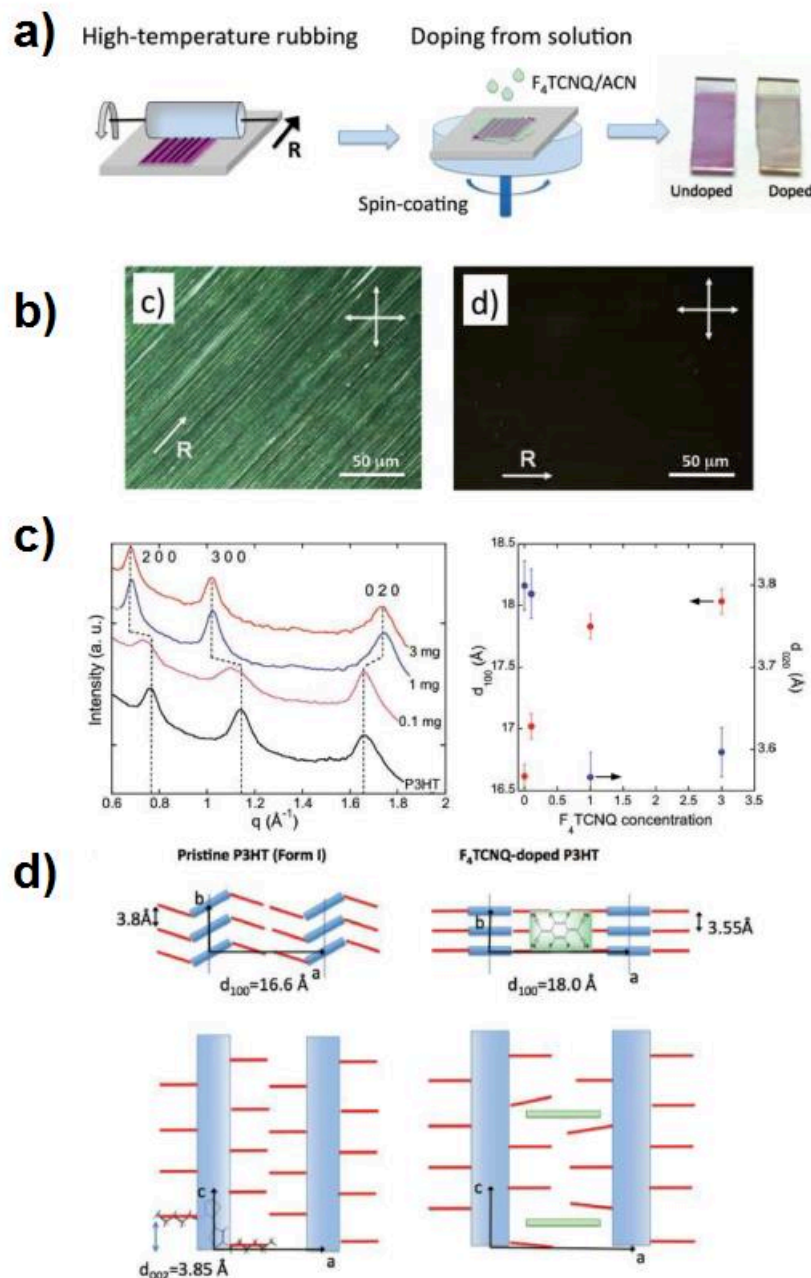 a)
High-temperature rubbing
Doping from solution
F4TCNQ/ACN
R
Spin-coating
Undoped
Doped
b)
c)
R
50 µm
d)
R
50 µm
c)
Intensity (a. u.)
2 0 0
3 0 0
0 2 0
3 mg
1 mg
0.1 mg
P3HT
0.6 0.8 1 1.2 1.4 1.6 1.8 2
q (Å-1)
d100 (Å)
18.5
18
17.5
17
16.5
3.8
3.7
3.6
d020 (Å)
0 0.5 1 1.5 2 2.5 3 3.5
F4TCNQ concentration
d)
Pristine P3HT (Form I)
F4TCNQ-doped P3HT
3.8Å
b
a
d100=16.6 Å
b
3.55Å
a
d100=18.0 Å
c
a
d002=3.85 Å
c
a